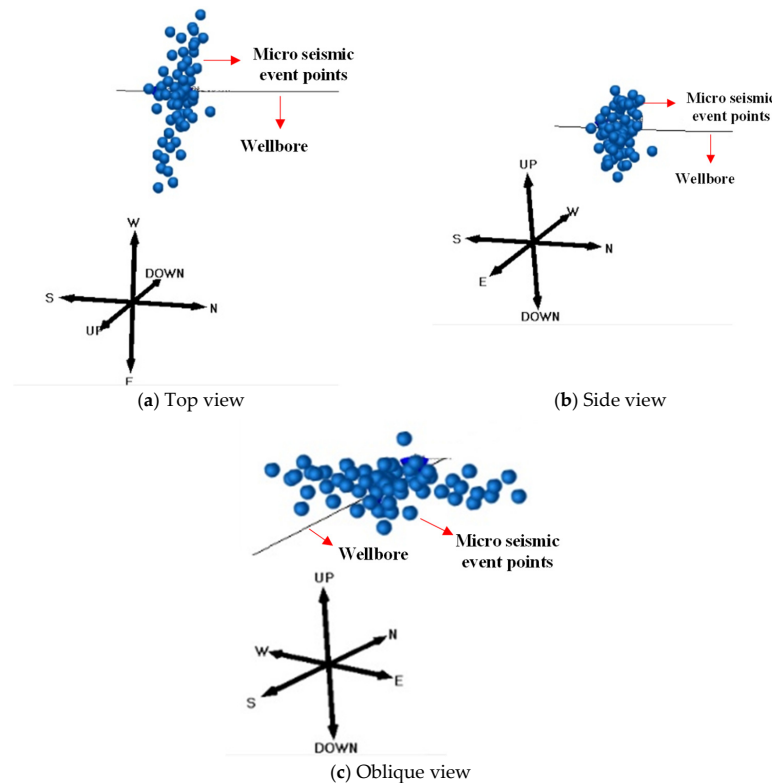 Micro seismic
event points
Wellbore
W
DOWN
S
N
UP
E
(a) Top view
Micro seismic
event points
Wellbore
UP
W
S
N
E
DOWN
(b) Side view
Wellbore
Micro seismic
event points
UP
N
W
E
S
DOWN
(c) Oblique view